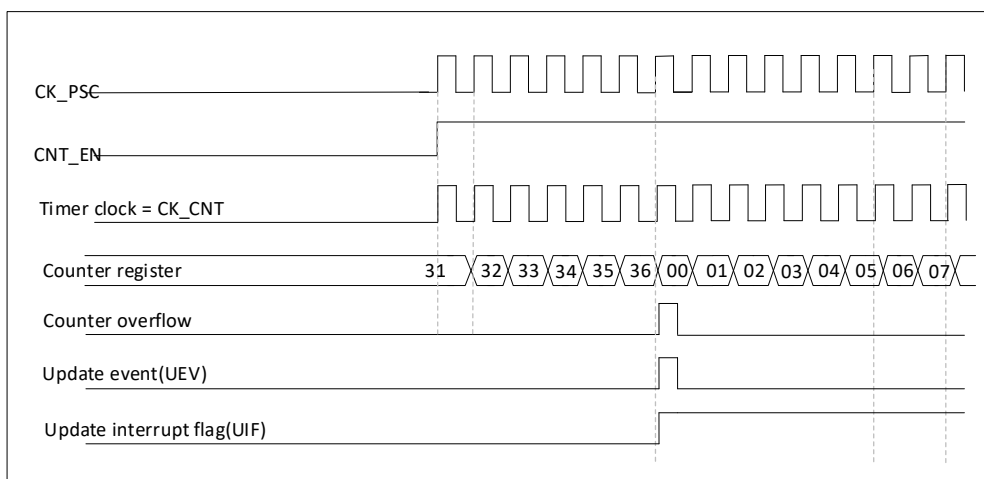 CK_PSC
CNT_EN
Timer clock = CK_CNT
Counter register 31 32 33 34 35 36 00 01 02 03 04 05 06 07
Counter overflow
Update event(UEV)
Update interrupt flag(UIF)